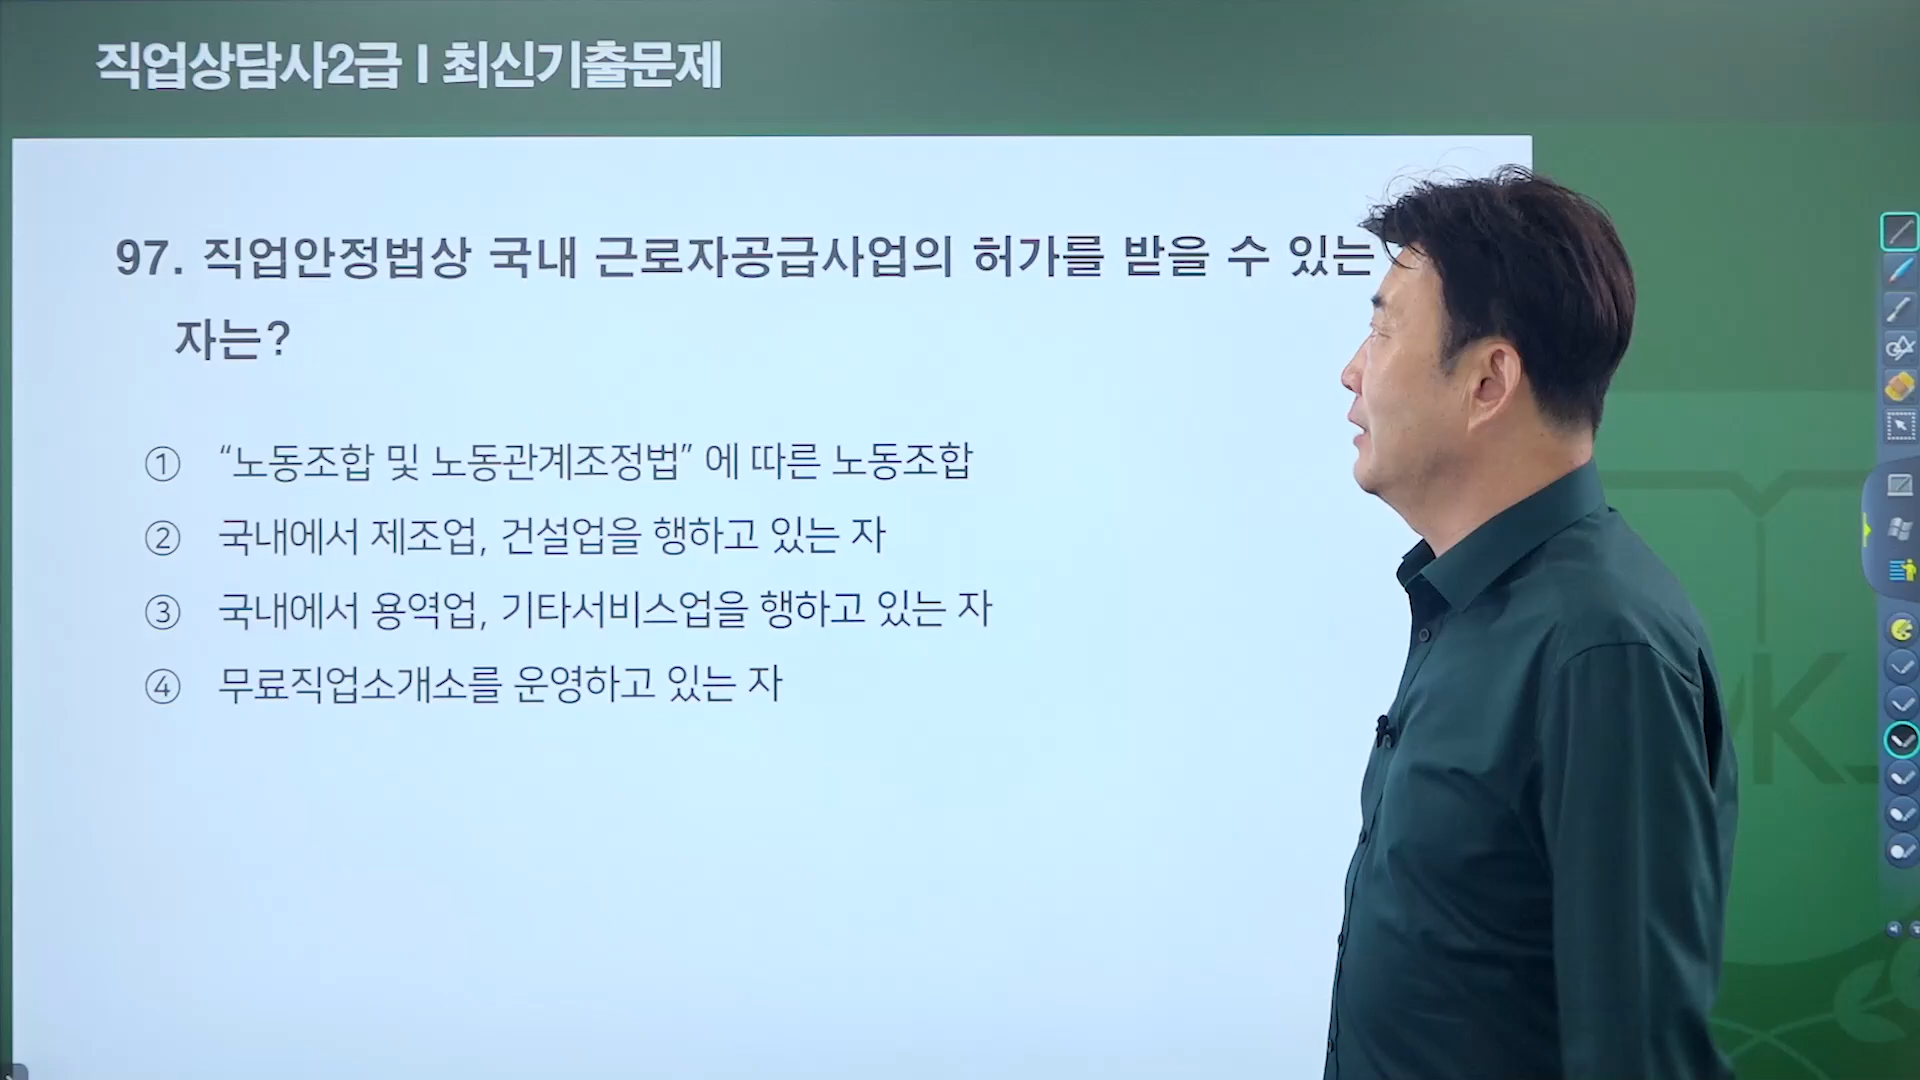 직업상담사2급 I 최신기출문제
97. 직업안정법상 국내 근로자공급사업의 허가를 받을 수 있는
자는?
① “노동조합 및 노동관계조정법” 에 따른 노동조합
② 국내에서 제조업, 건설업을 행하고 있는 자
③ 국내에서 용역업, 기타서비스업을 행하고 있는 자
④ 무료직업소개소를 운영하고 있는 자